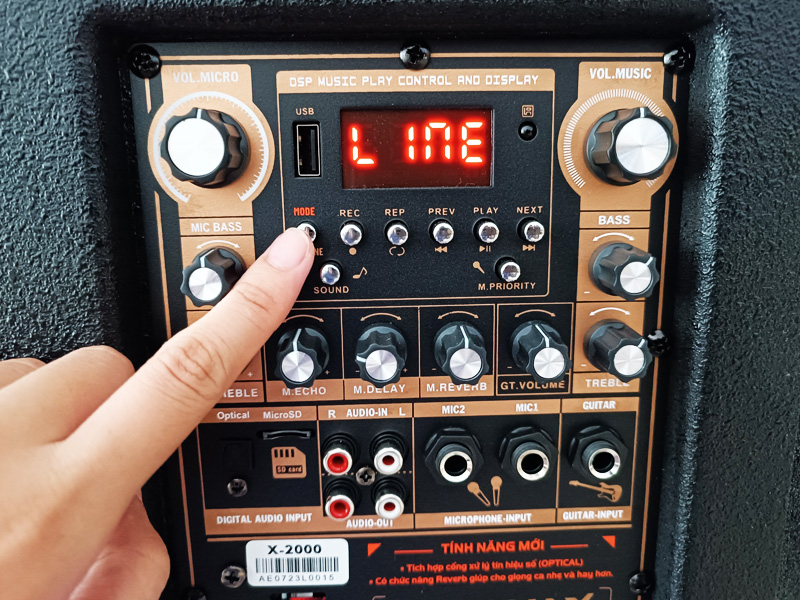 VOL.MICRO
DSP MUSIC PLAY CONTROL AND DISPLAY
VOL.MUSIC
USB
LINE
MODE REC REP PREV PLAY NEXT
MIC BASS
BASS
SOUND
M.PRIORITY
M.ECHO
M.DELAY
M.REVERB
GT.VOLUME
TREBLE
Optical MicroSD
R AUDIO-IN L
MIC2
MIC1
GUITAR
SD card
DIGITAL AUDIO INPUT
AUDIO-OUT
MICROPHONE-INPUT
GUITAR-INPUT
X-2000
AE0723L0015
TÍNH NĂNG MỚI
• Tích hợp cổng xử lý tín hiệu số (OPTICAL)
• Có chức năng Reverb giúp cho giọng ca nhẹ và hay hơn.